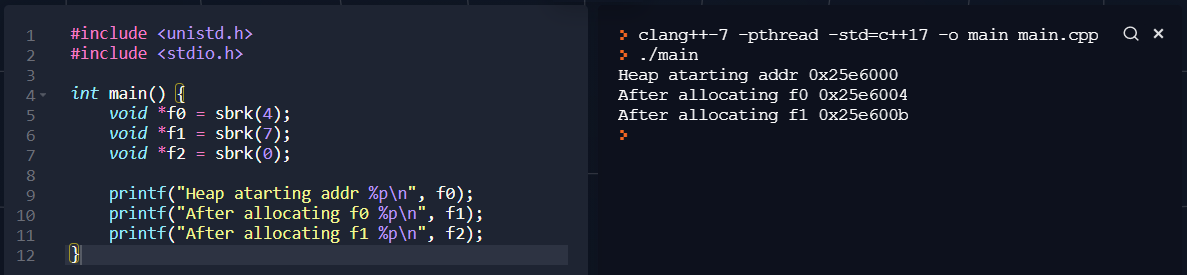 1 #include <unistd.h>
2 #include <stdio.h>
3
4 int main() {
5 void *f0 = sbrk(4);
6 void *f1 = sbrk(7);
7 void *f2 = sbrk(0);
8
9 printf("Heap atarting addr %p\n", f0);
10 printf("After allocating f0 %p\n", f1);
11 printf("After allocating f1 %p\n", f2);
12 }
> clang++-7 -pthread -std=c++17 -o main main.cpp
> ./main
Heap atarting addr 0x25e6000
After allocating f0 0x25e6004
After allocating f1 0x25e600b
>